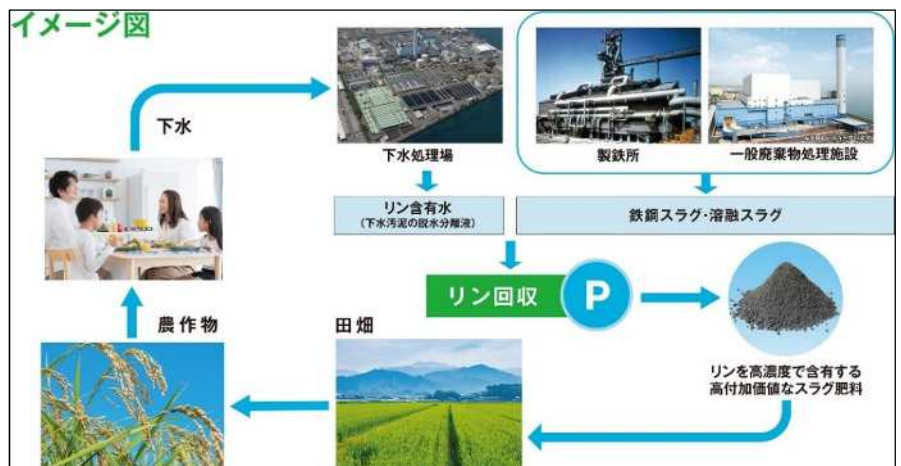 イメージ図
下水
下水処理場
製鉄所
一般廃棄物処理施設
リン含有水
(下水汚泥の脱水分離液)
鉄鋼スラグ・溶融スラグ
リン回収
P
農作物
田畑
リンを高濃度で含有する
高付加価値なスラグ肥料